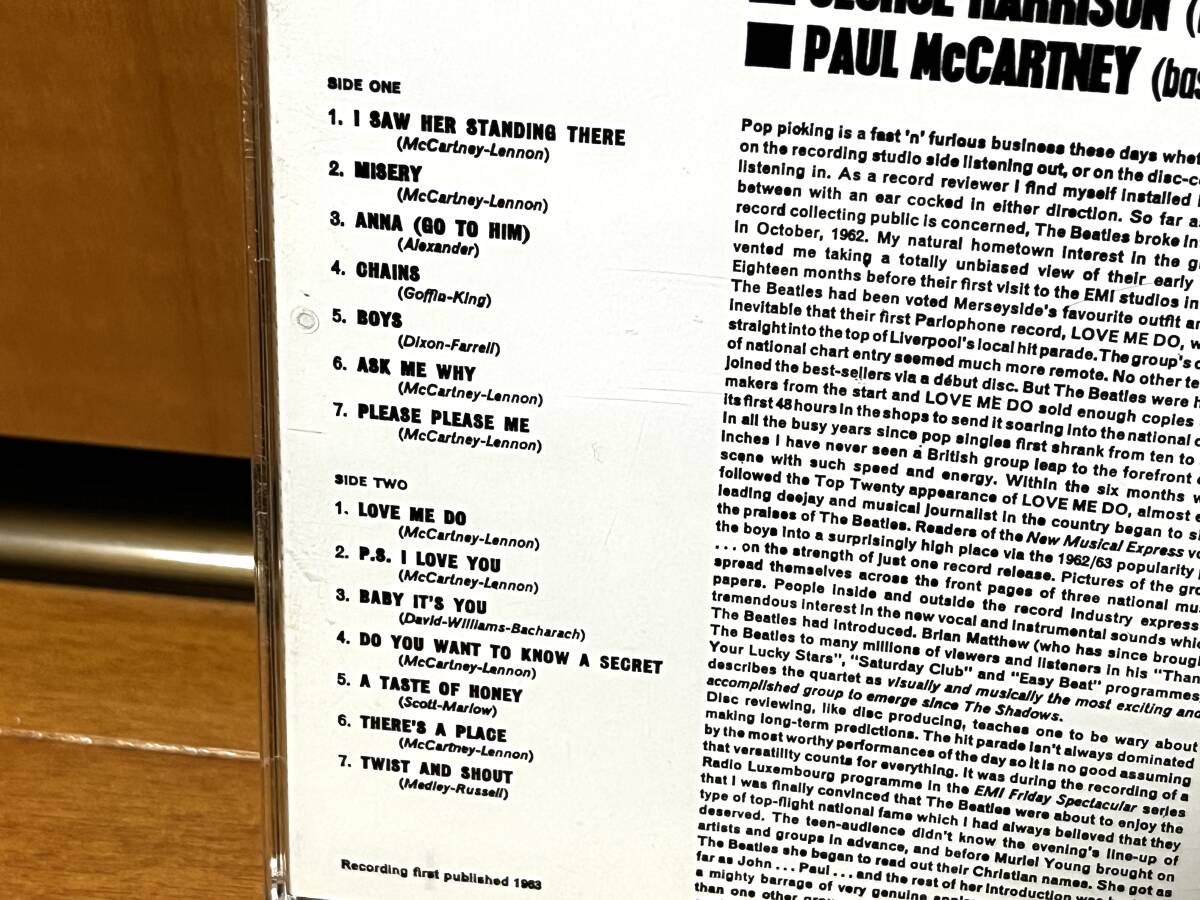 GEORGE HARRISON
■ PAUL McCARTNEY
SIDE ONE
1. I SAW HER STANDING THERE
(McCartney-Lennon)
2. MISERY
(McCartney-Lennon)
3. ANNA (GO TO HIM)
(Alexander)
4. CHAINS
(Goffin-King)
5. BOYS
(Dixon-Farrell)
6. ASK ME WHY
(McCartney-Lennon)
7. PLEASE PLEASE ME
(McCartney-Lennon)
SIDE TWO
1. LOVE ME DO
(McCartney-Lennon)
2. P.S. I LOVE YOU
(McCartney-Lennon)
3. BABY IT'S YOU
(David-Williams-Bacharach)
4. DO YOU WANT TO KNOW A SECRET
(McCartney-Lennon)
5. A TASTE OF HONEY
(Scott-Marlow)
6. THERE'S A PLACE
(McCartney-Lennon)
7. TWIST AND SHOUT
(Medley-Russell)
Recording first published 1963
Pop picking is a fast 'n' furious business these days
on the recording studio side listening out, or on the
listening in. As a record reviewer I find myself installed
between with an ear cocked in either direction. So far
record collecting public is concerned, The Beatles broke
In October, 1962. My natural hometown interest in the
vented me taking a totally unbiased view of their early
Eighteen months before their first visit to the EMI studios in
The Beatles had been voted Merseyside's favourite outfit
inevitable that their first Parlophone record, LOVE ME DO,
straight into the top of Liverpool's local hit parade. The group's
of national chart entry seemed much more remote. No other
joined the best-sellers via a début disc. But The Beatles were
makers from the start and LOVE ME DO sold enough copies
its first 48 hours in the shops to send it soaring into the national
In all the busy years since pop singles first shrank from ten to
inches I have never seen a British group leap to the forefront
scene with such speed and energy. Within the six months
followed the Top Twenty appearance of LOVE ME DO, almost
leading deejay and musical journalist in the country began to
the praises of The Beatles. Readers of the New Musical Express
the boys into a surprisingly high place via the 1962/63 popularity
... on the strength of just one record release. Pictures of the
spread themselves across the front pages of three national
papers. People inside and outside the record industry
tremendous interest in the new vocal and instrumental sounds
The Beatles had introduced. Brian Matthew (who has since
The Beatles to many millions of viewers and listeners in his
Your Lucky Stars", "Saturday Club" and "Easy Beat" programmes
describes the quartet as visually and musically the most exciting and
accomplished group to emerge since The Shadows.
Disc reviewing, like disc producing, teaches one to be wary about
making long-term predictions. The hit parade isn't always dominated
by the most worthy performances of the day so it is no good assuming
that versatility counts for everything. It was during the recording of a
Radio Luxembourg programme in the EMI Friday Spectacular series
that I was finally convinced that The Beatles were about to enjoy the
type of top-flight national fame which I had always believed that they
deserved. The teen-audience didn't know the evening's line-up of
artists and groups in advance, and before Muriel Young brought on
The Beatles she began to read out their Christian names. She got as
far as John ... Paul ... and the rest of her introduction was
a mighty barrage of very genuine
than one other